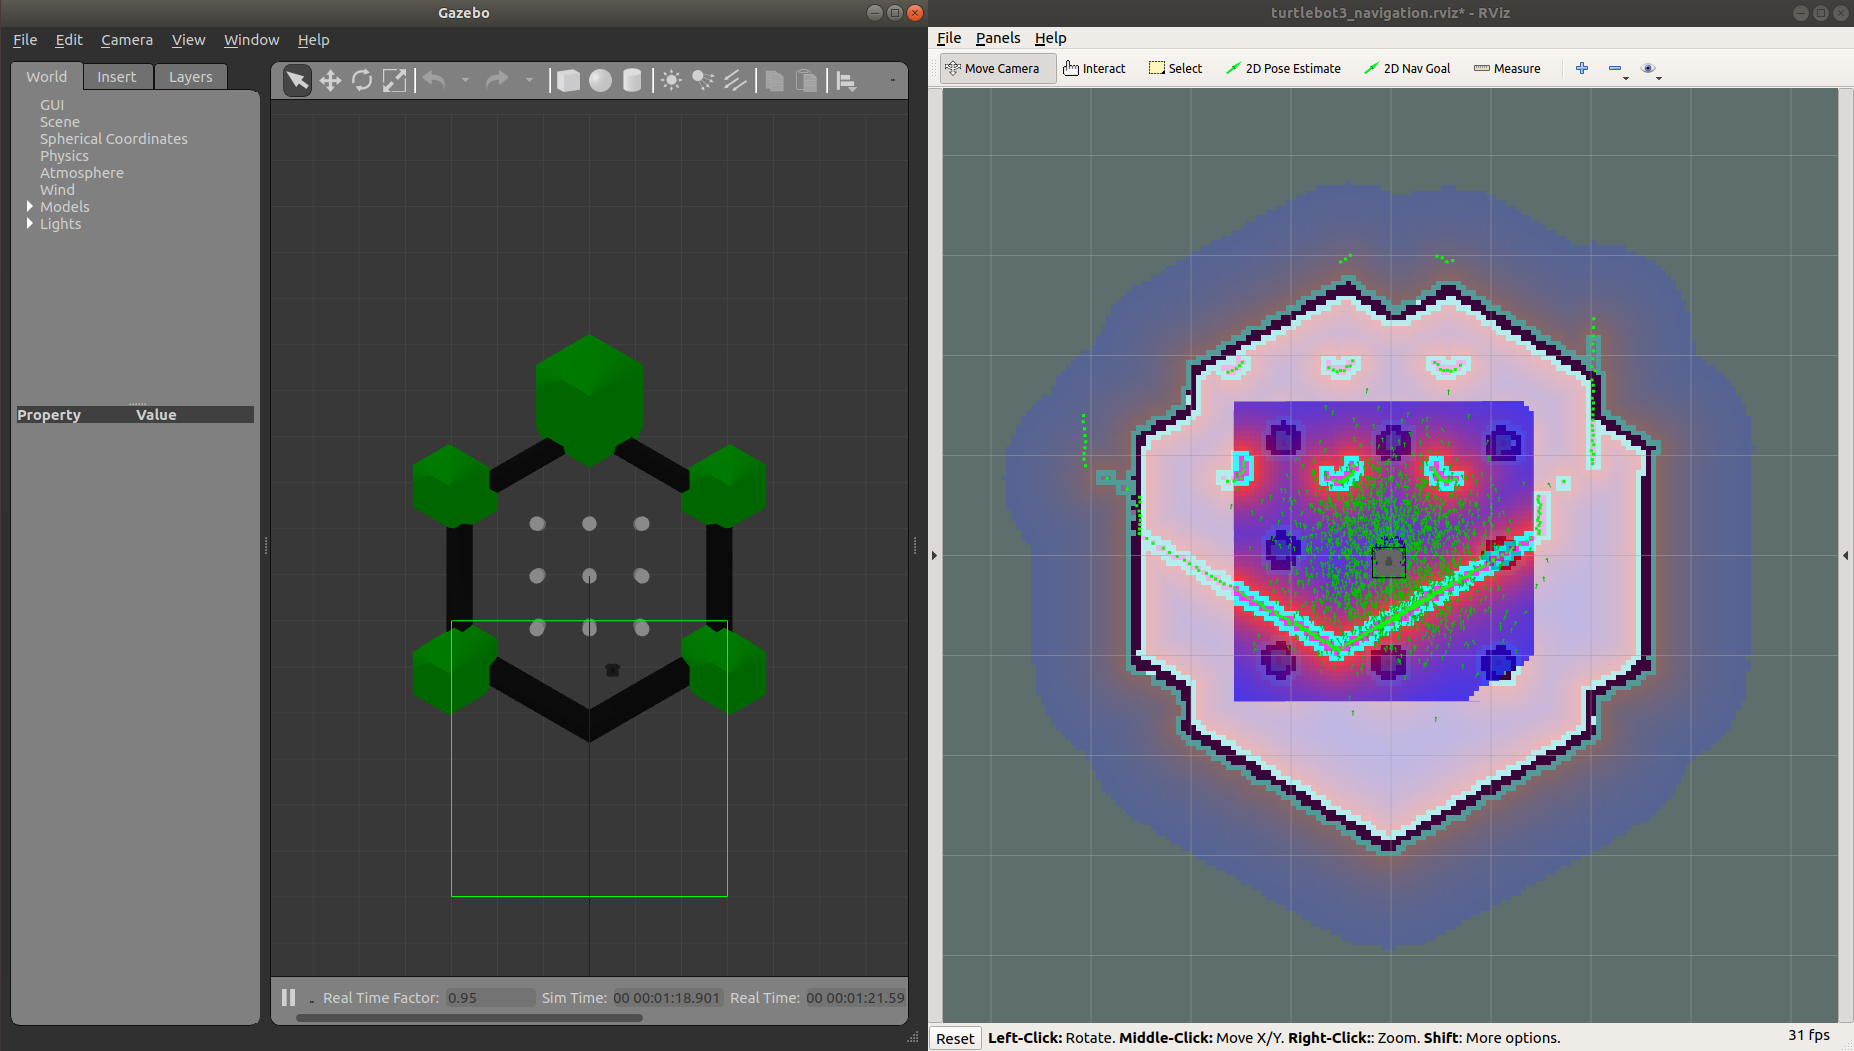 Gazebo
File Edit Camera View Window Help
World Insert Layers
GUI
Scene
Spherical Coordinates
Physics
Atmosphere
Wind
Models
Lights
Property Value
Real Time Factor: 0.95 Sim Time: 00 00:01:18.901 Real Time: 00 00:01:21.59
turtlebot3_navigation.rviz* - RViz
File Panels Help
Move Camera Interact Select 2D Pose Estimate 2D Nav Goal Measure
Reset Left-Click: Rotate. Middle-Click: Move X/Y. Right-Click:: Zoom. Shift: More options. 31 fps